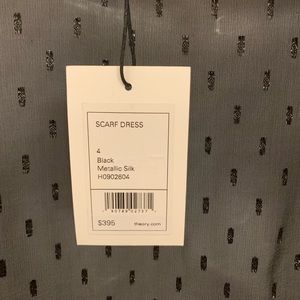 SCARF DRESS
4
Black
Metallic Silk
H0902604
$395
theory.com